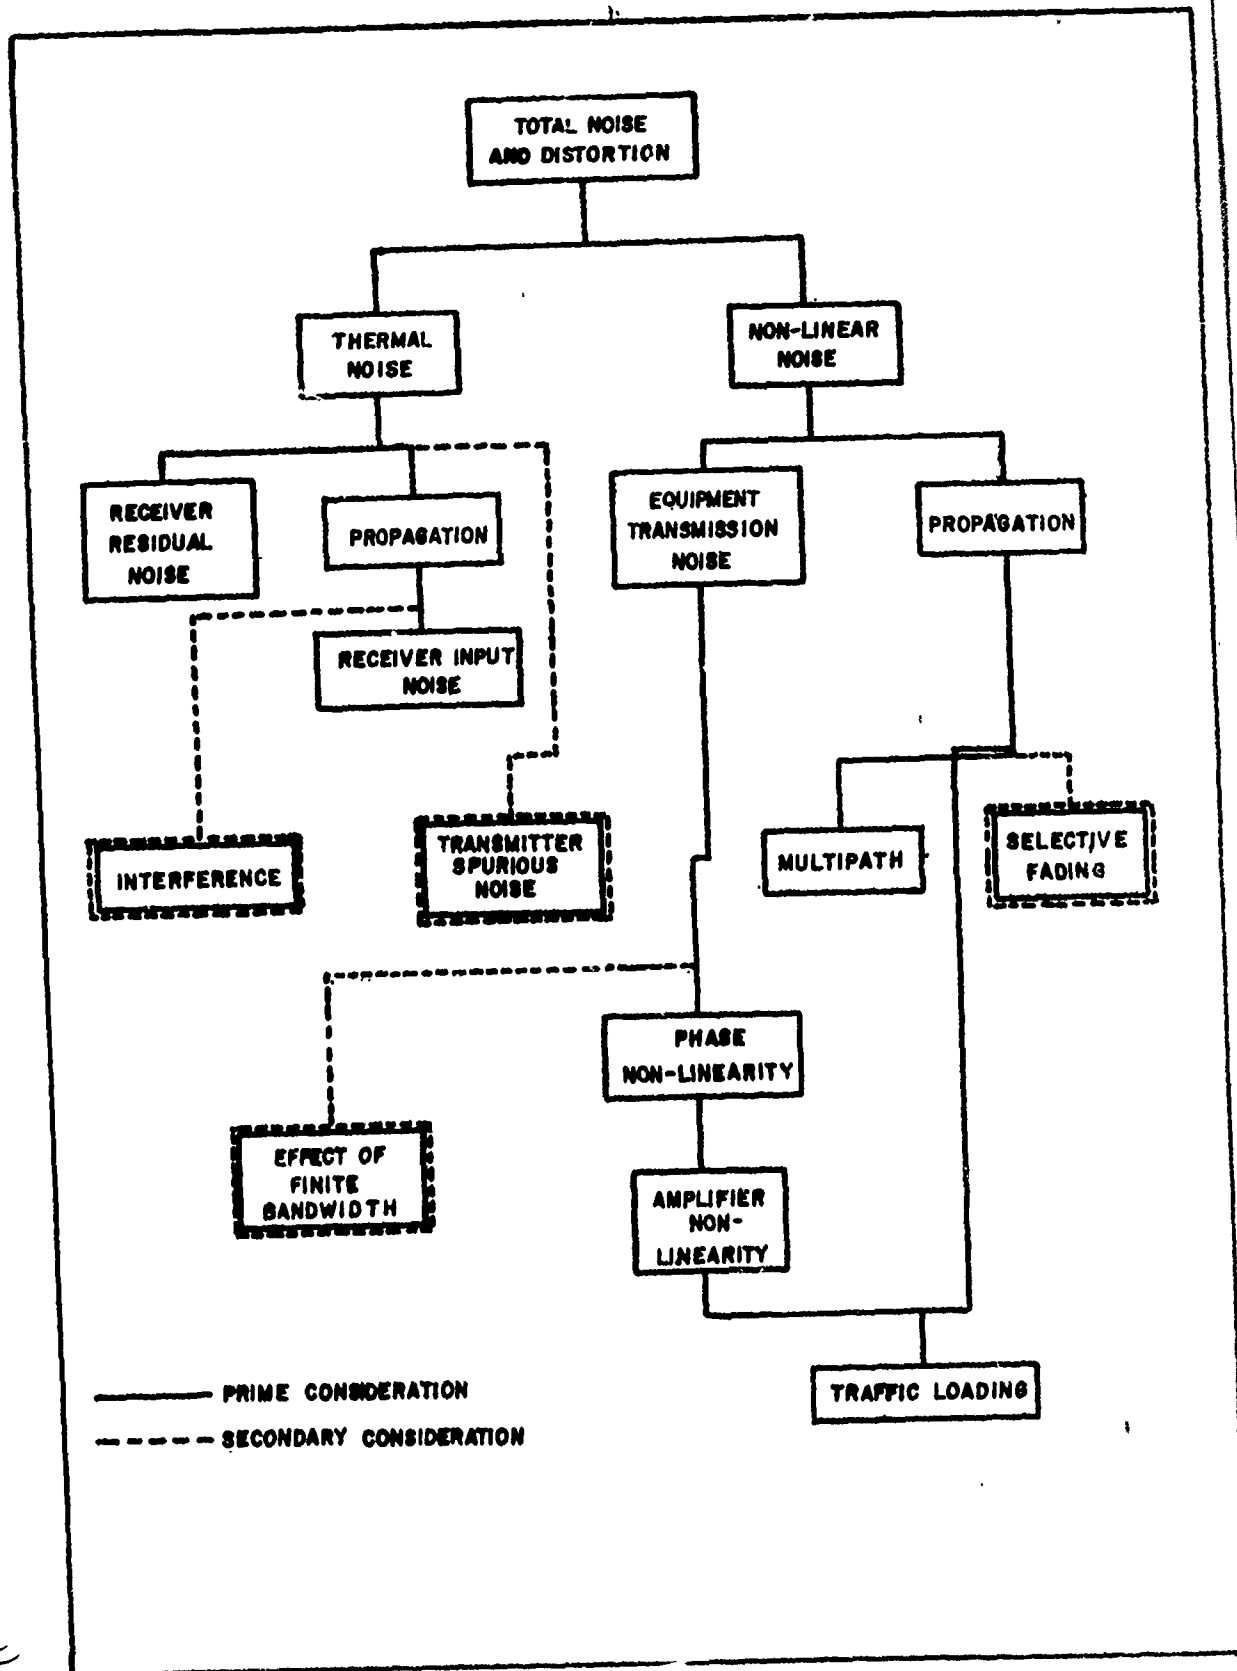 TOTAL NOISE
AND DISTORTION
THERMAL
NOISE
NON-LINEAR
NOISE
RECEIVER
RESIDUAL
NOISE
PROPAGATION
EQUIPMENT
TRANSMISSION
NOISE
PROPAGATION
RECEIVER INPUT
NOISE
INTERFERENCE
TRANSMITTER
SPURIOUS
NOISE
MULTIPATH
SELECTIVE
FADING
PHASE
NON-LINEARITY
EFFECT OF
FINITE
BANDWIDTH
AMPLIFIER
NON-
LINEARITY
TRAFFIC LOADING
PRIME CONSIDERATION
SECONDARY CONSIDERATION